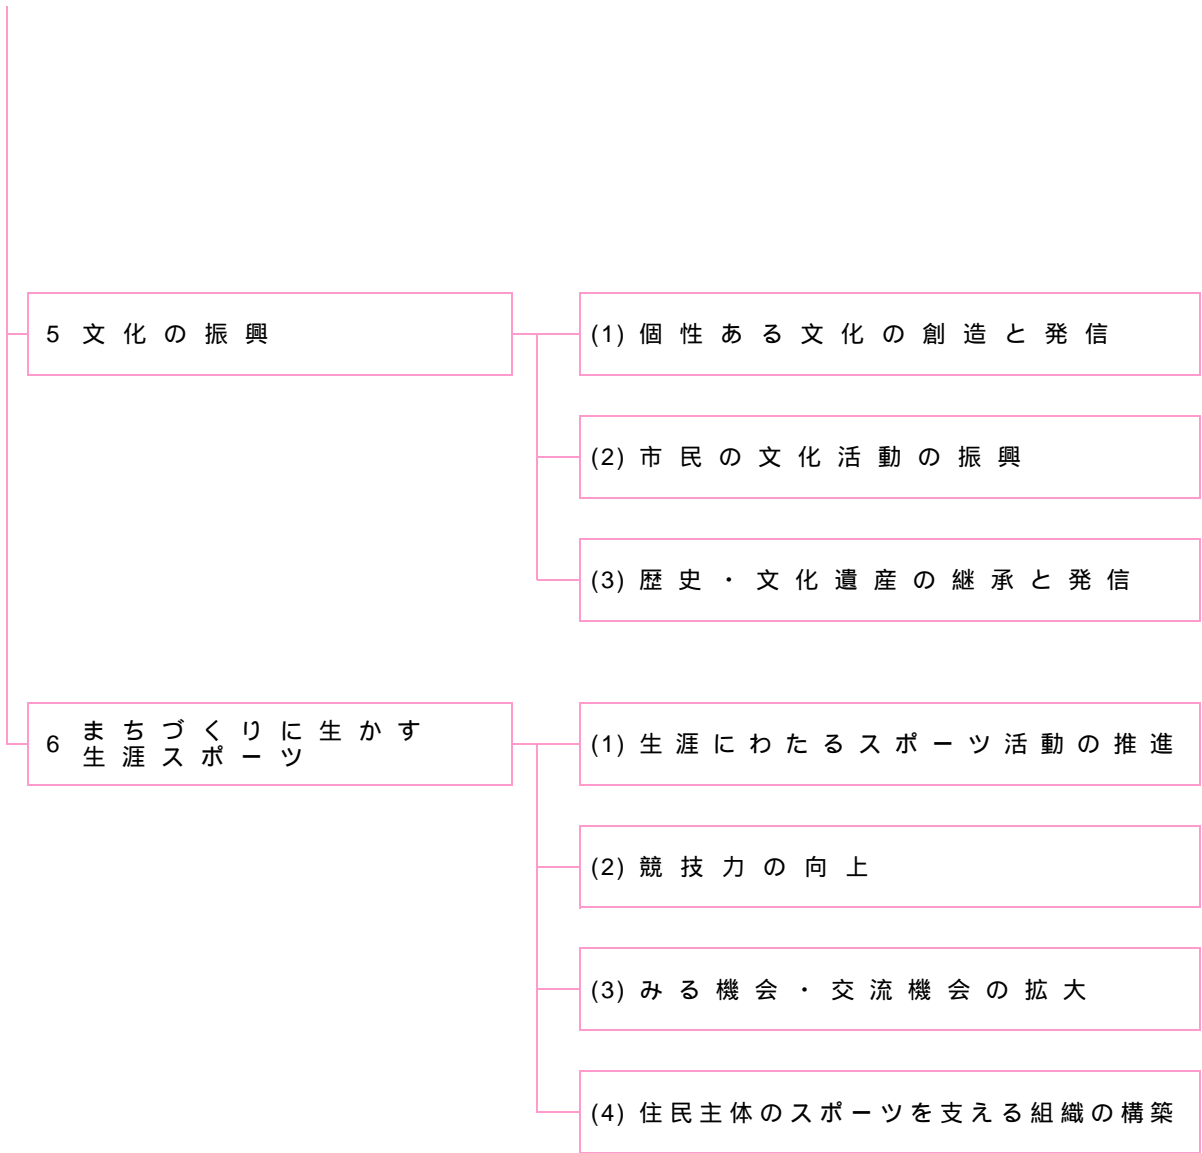 5 文化の振興
(1) 個性ある文化の創造と発信
(2) 市民の文化活動の振興
(3) 歴史・文化遺産の継承と発信
6 まちづくりに生かす
生涯スポーツ
(1) 生涯にわたるスポーツ活動の推進
(2) 競技力の向上
(3) みる機会・交流機会の拡大
(4) 住民主体のスポーツを支える組織の構築